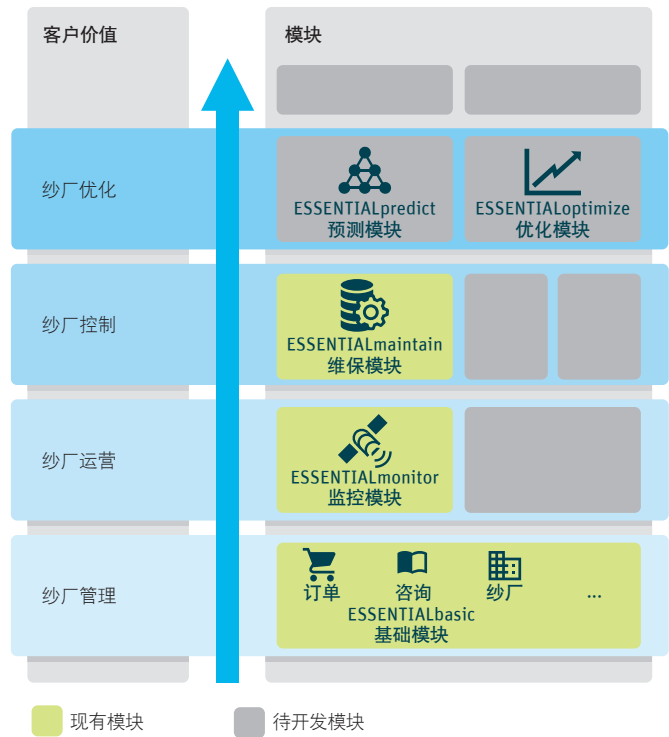 客户价值
模块
纱厂优化
ESSENTIALpredict
预测模块
ESSENTIALoptimize
优化模块
纱厂控制
ESSENTIALmaintain
维保模块
纱厂运营
ESSENTIALmonitor
监控模块
纱厂管理
订单 咨询 纱厂 ...
ESSENTIALbasic
基础模块
现有模块 待开发模块